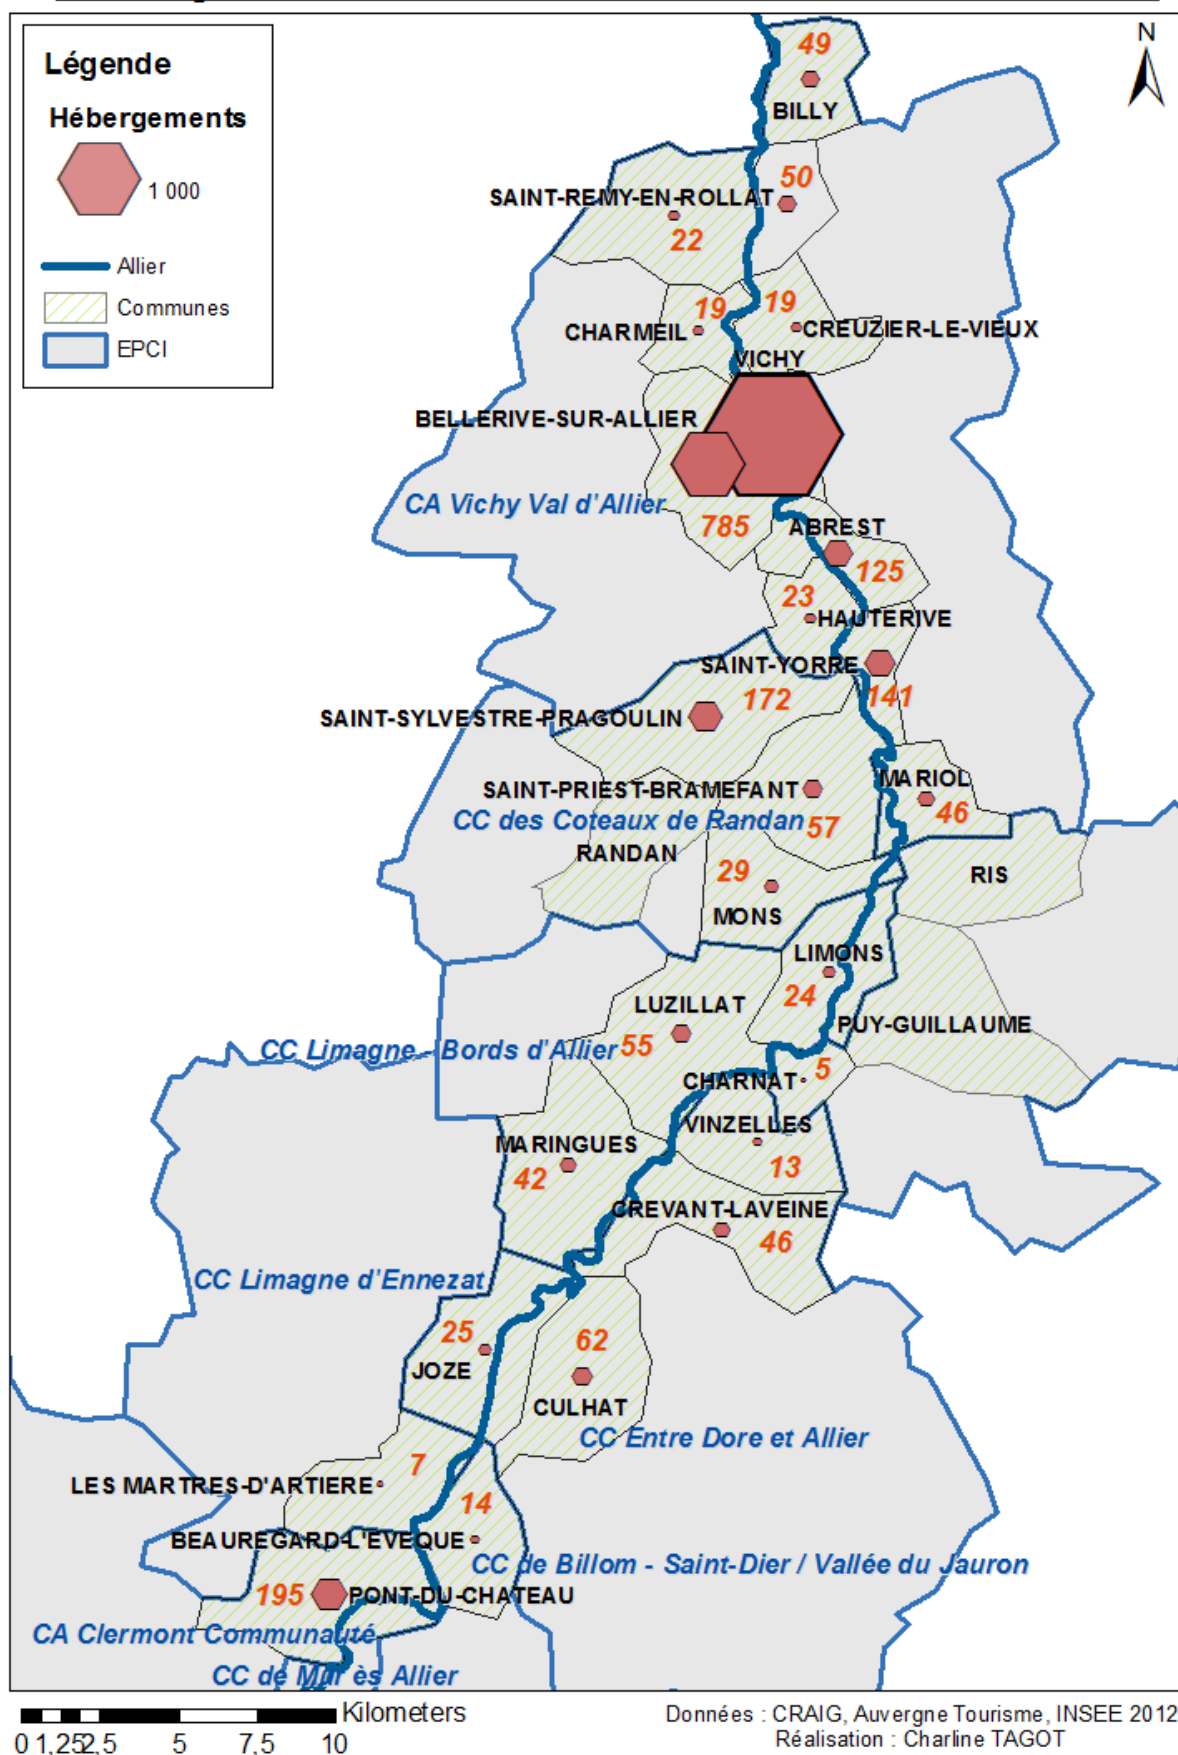 Légende
Hébergements
1 000
Allier
Communes
EPCI
N
49
BILLY
50
SAINT-REMY-EN-ROLLAT
22
19
19
CHARMEIL
CREUZIER-LE-VIEUX
VICHY
BELLERIVE-SUR-ALLIER
CA Vichy Val d'Allier
785
ABREST
125
23
HAUTERIVE
SAINT-YORRE
172
141
SAINT-SYLVESTRE-PRAGOULIN
MARIOL
SAINT-PRIEST-BRAMEFANT
46
CC des Coteaux de Randan
57
RANDAN
29
RIS
MONS
LIMONS
24
LUZILLAT
PUY-GUILLAUME
CC Limagne - Bords d'Allier
55
5
CHARNAT
VINZELLES
MARINGUES
13
42
CREVANT-LAVEINE
46
CC Limagne d'Ennezat
25
62
JOZE
CULHAT
CC Entre Dore et Allier
7
LES MARTRES-D'ARTIERE
14
BEAUREGARD-L'EVEQUE
CC de Billom - Saint-Dier / Vallée du Jauron
195
PONT-DU-CHATEAU
CA Clermont Communauté
CC de Mur ès Allier
Kilometers
0 1,25 2,5 5 7,5 10
Données : CRAIG, Auvergne Tourisme, INSEE 2012
Réalisation : Charline TAGOT